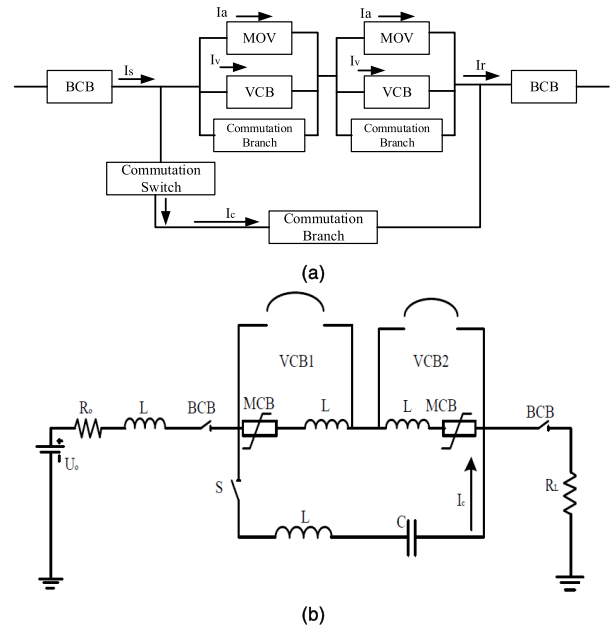 Ia
Ia
MOV
MOV
Is
Iv
Iv
Ir
BCB
VCB
VCB
BCB
Commutation
Branch
Commutation
Branch
Commutation
Switch
Ic
Commutation
Branch
(a)
VCB1
VCB2
Ro
L
BCB
MCB
L
L
MCB
BCB
Uo
S
Ic
RL
L
C
(b)